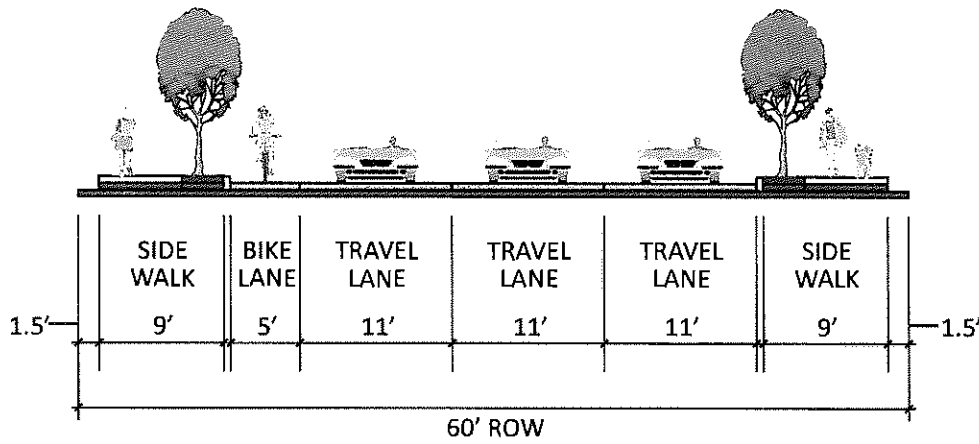 SIDE WALK
BIKE LANE
TRAVEL LANE
TRAVEL LANE
TRAVEL LANE
SIDE WALK
1.5' 9' 5' 11' 11' 11' 9' 1.5'
60' ROW